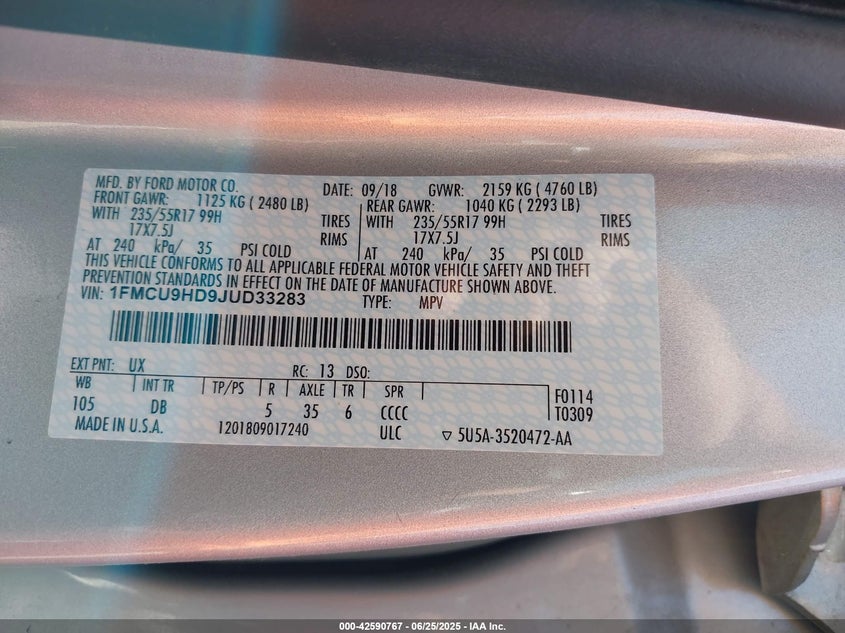 MFD. BY FORD MOTOR CO. DATE: 09/18 GVWR: 2159 KG ( 4760 LB)
FRONT GAWR: 1125 KG ( 2480 LB) REAR GAWR: 1040 KG ( 2293 LB)
WITH 235/55R17 99H TIRES WITH 235/55R17 99H TIRES
17X7.5J RIMS 17X7.5J RIMS
AT 240 kPa/ 35 PSI COLD AT 240 kPa/ 35 PSI COLD
THIS VEHICLE CONFORMS TO ALL APPLICABLE FEDERAL MOTOR VEHICLE SAFETY AND THEFT
PREVENTION STANDARDS IN EFFECT ON THE DATE OF MANUFACTURE SHOWN ABOVE.
VIN: 1FMCU9HD9JUD33283 TYPE: MPV
EXT PNT: UX RC: 13 DSO:
WB INT TR TP/PS R AXLE TR SPR F0114
105 DB 5 35 6 CCCC T0309
MADE IN U.S.A. 1201809017240 ULC ▽ 5U5A-3520472-AA
000-42590767 - 06/25/2025 - IAA Inc.